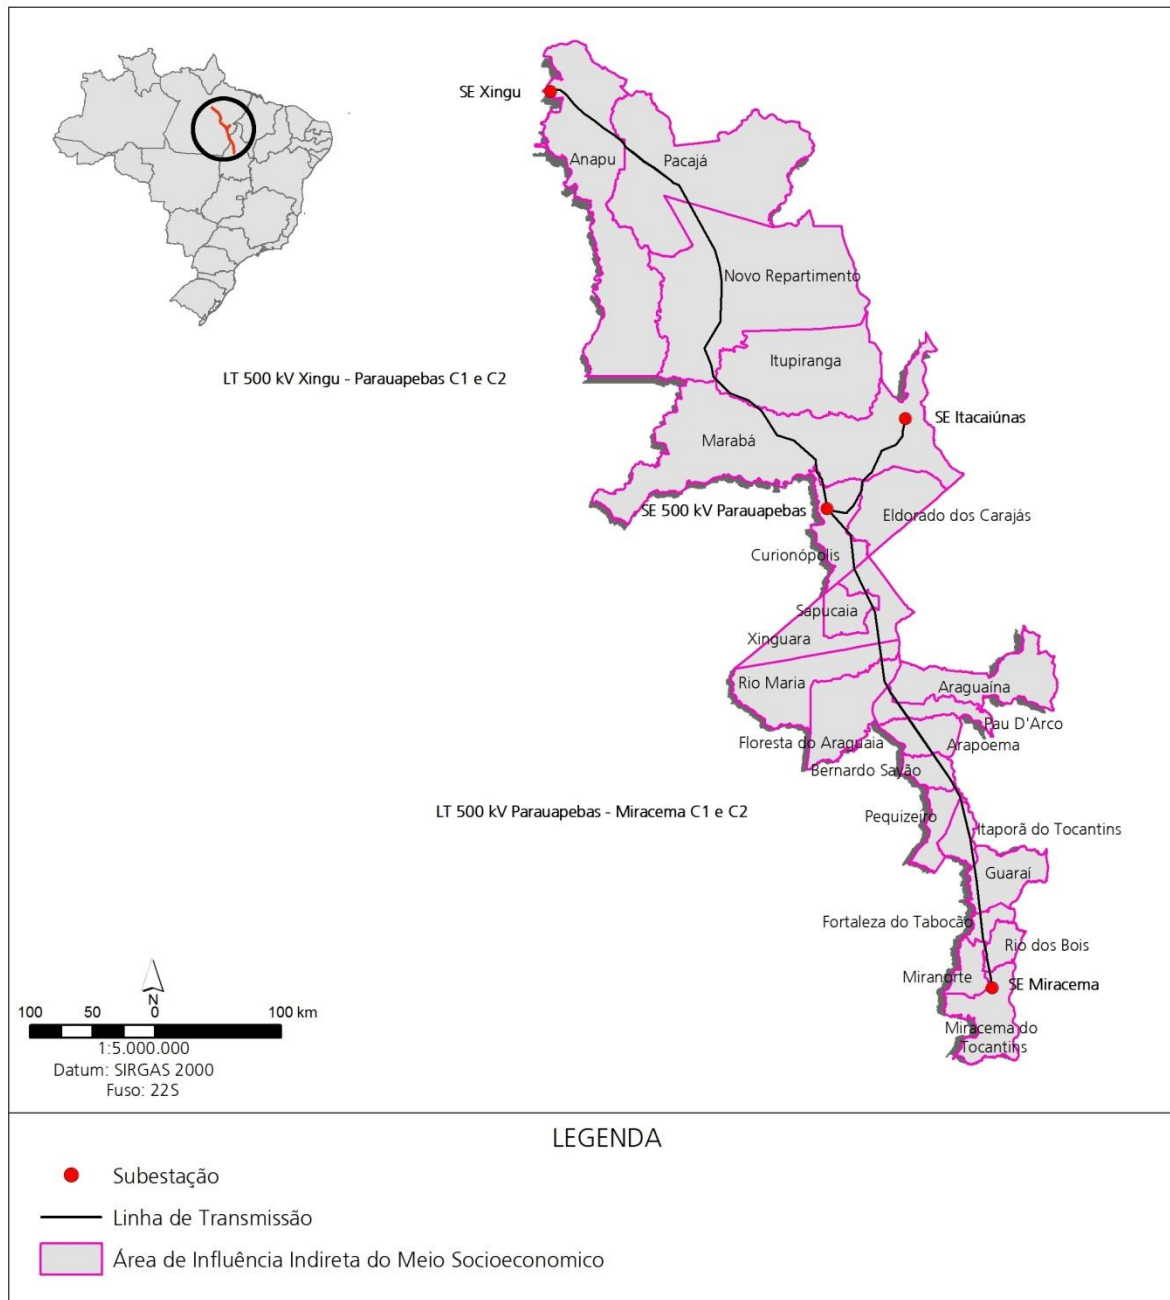 SE Xingu
Anapu
Pacajá
Novo Repartimento
LT 500 kV Xingu - Parauapebas C1 e C2
Itupiranga
SE Itacaiúnas
Marabá
SE 500 kV Parauapebas
Eldorado dos Carajás
Curionópolis
Sapucaia
Xinguara
Rio Maria
Araguaína
Pau D'Arco
Floresta do Araguaia
Arapoema
Bernardo Sayão
LT 500 kV Parauapebas - Miracema C1 e C2
Pequizeiro
Itaporã do Tocantins
Guaraí
Fortaleza do Tabocão
Rio dos Bois
Miranorte
SE Miracema
Miracema do
Tocantins
N
100 50 0 100 km
1:5.000.000
Datum: SIRGAS 2000
Fuso: 22S
LEGENDA
Subestação
Linha de Transmissão
Área de Influência Indireta do Meio Socioeconomico